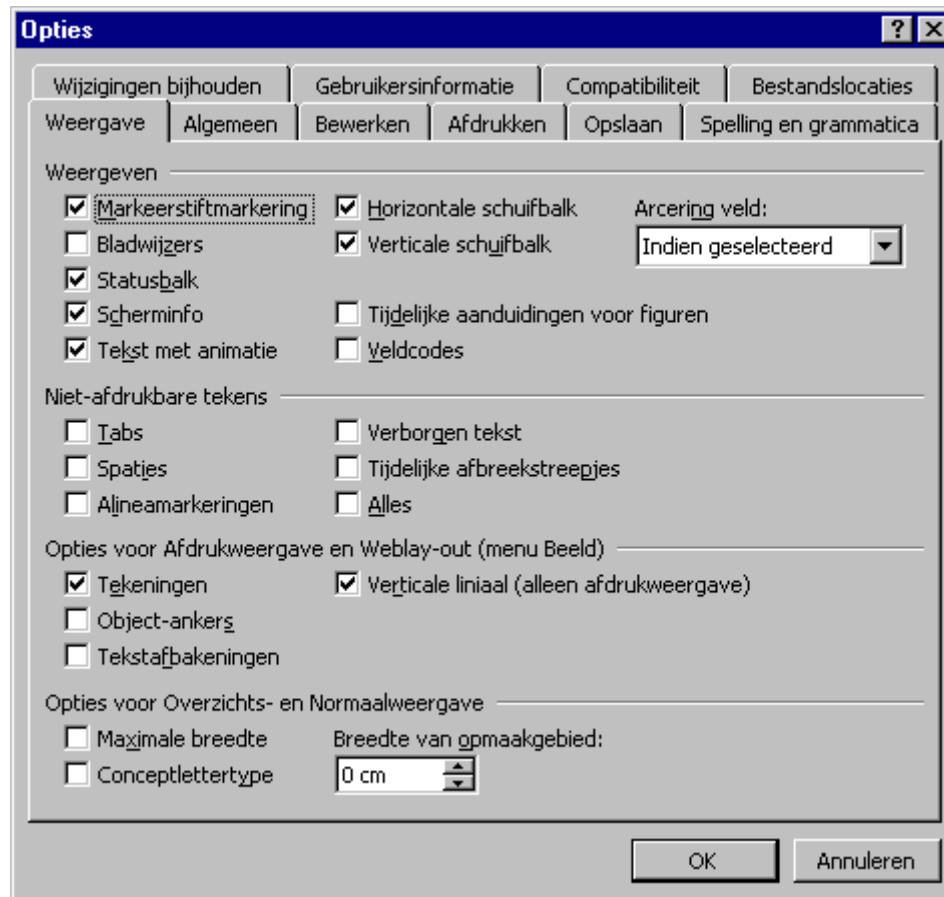 Opties
Wijzigingen bijhouden Gebruikersinformatie Compatibiliteit Bestandslocaties
Weergave Algemeen Bewerken Afdrukken Opslaan Spelling en grammatica
Weergeven
Markeerstiftmarkering Horizontale schuifbalk Arcering veld:
Bladwijzers Verticale schuifbalk Indien geselecteerd
Statusbalk
Scherminfo Tijdelijke aanduidingen voor figuren
Tekst met animatie Veldcodes
Niet-afdrukbare tekens
Tabs Verborgen tekst
Spaties Tijdelijke afbreekstreepjes
Alineamarkeringen Alles
Opties voor Afdrukweergave en Weblay-out (menu Beeld)
Tekeningen Verticale liniaal (alleen afdrukweergave)
Object-ankers
Tekstafbakeningen
Opties voor Overzichts- en Normaalweergave
Maximale breedte Breedte van opmaakgebied:
Conceptlettertype 0 cm
OK Annuleren